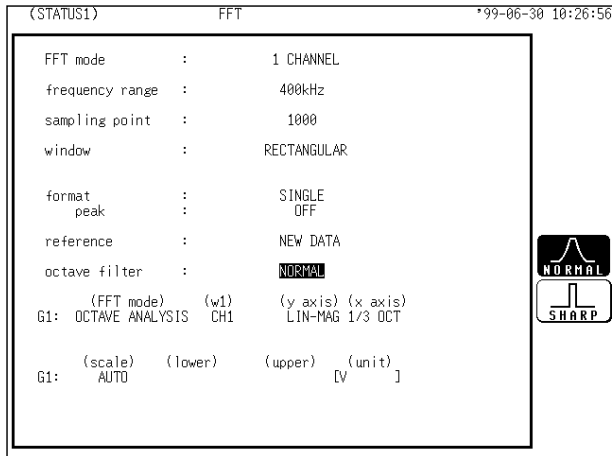 (STATUS1) FFT '99-06-30 10:26:56
FFT mode : 1 CHANNEL
frequency range : 400kHz
sampling point : 1000
window : RECTANGULAR
format : SINGLE
peak : OFF
reference : NEW DATA
octave filter : NORMAL
NORMAL
SHARP
(FFT mode) (w1) (y axis) (x axis)
G1: OCTAVE ANALYSIS CH1 LIN-MAG 1/3 OCT
(scale) (lower) (upper) (unit)
G1: AUTO [V ]